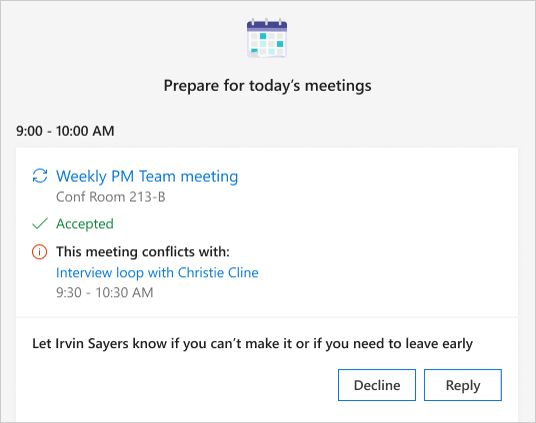 Prepare for today’s meetings
9:00 - 10:00 AM
Weekly PM Team meeting
Conf Room 213-B
Accepted
This meeting conflicts with:
Interview loop with Christie Cline
9:30 - 10:30 AM
Let Irvin Sayers know if you can’t make it or if you need to leave early
Decline
Reply